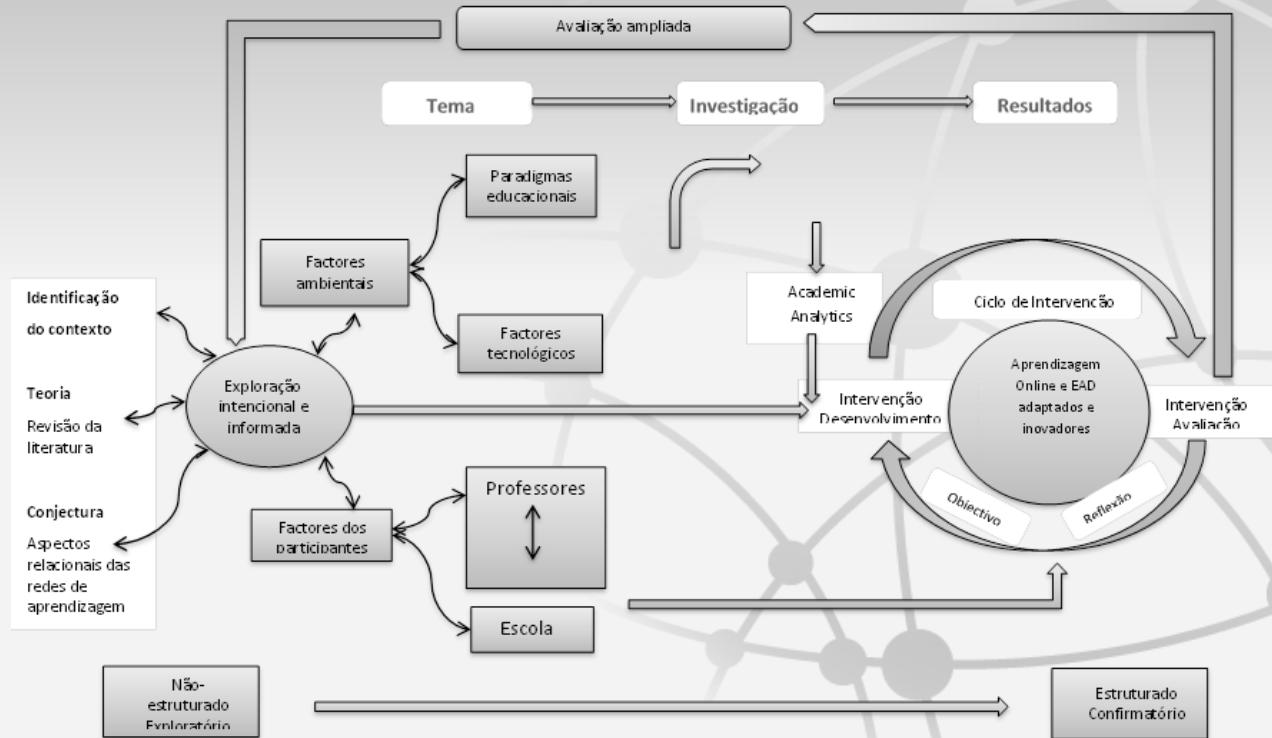 Avaliação ampliada
Tema
Investigação
Resultados
Paradigmas
educacionais
Factores
ambientais
Factores
tecnológicos
Identificação
do contexto
Teoria
Revisão da
literatura
Conjectura
Aspectos
relacionais das
redes de
aprendizagem
Exploração
intencional e
informada
Factores dos
participantes
Professores
Escola
Academic
Analytics
Ciclo de Intervenção
Intervenção
Desenvolvimento
Aprendizagem
Online e EAD
adaptados e
inovadores
Intervenção
Avaliação
Obiectivo
Reflexão
Não-
estruturado
Exploratório
Estruturado
Confirmatório